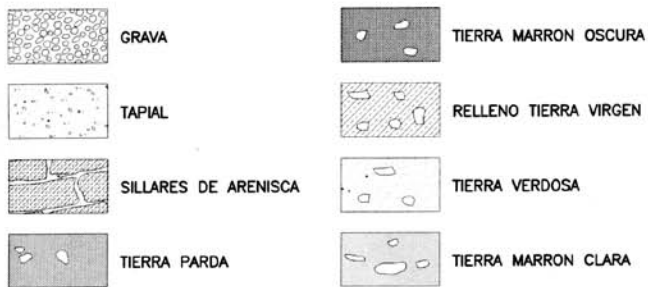 GRAVA
TAPIAL
SILLARES DE ARENISCA
TIERRA PARDA
TIERRA MARRON OSCURA
RELLENO TIERRA VIRGEN
TIERRA VERDOSA
TIERRA MARRON CLARA